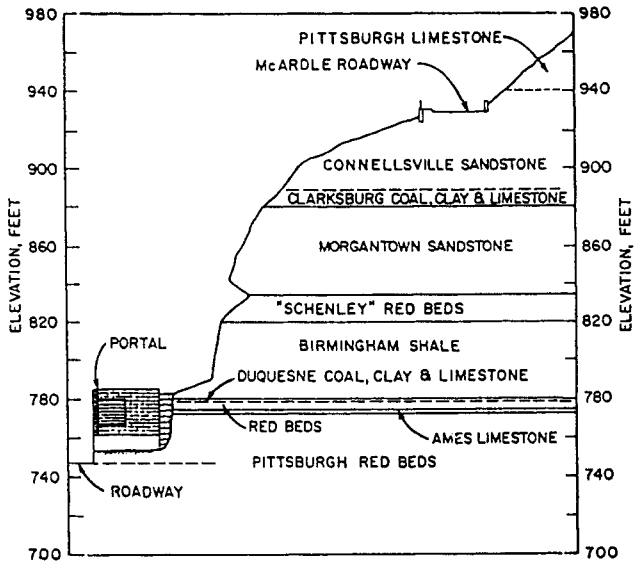 980
980
PITTSBURGH LIMESTONE
McARDLE ROADWAY
940
940
CONNELLSVILLE SANDSTONE
900
900
CLARKSBURG COAL, CLAY & LIMESTONE
860
MORGANTOWN SANDSTONE
860
ELEVATION, FEET
ELEVATION, FEET
"SCHENLEY" RED BEDS
820
820
PORTAL
BIRMINGHAM SHALE
DUQUESNE COAL, CLAY & LIMESTONE
780
780
RED BEDS
AMES LIMESTONE
PITTSBURGH RED BEDS
740
740
ROADWAY
700
700